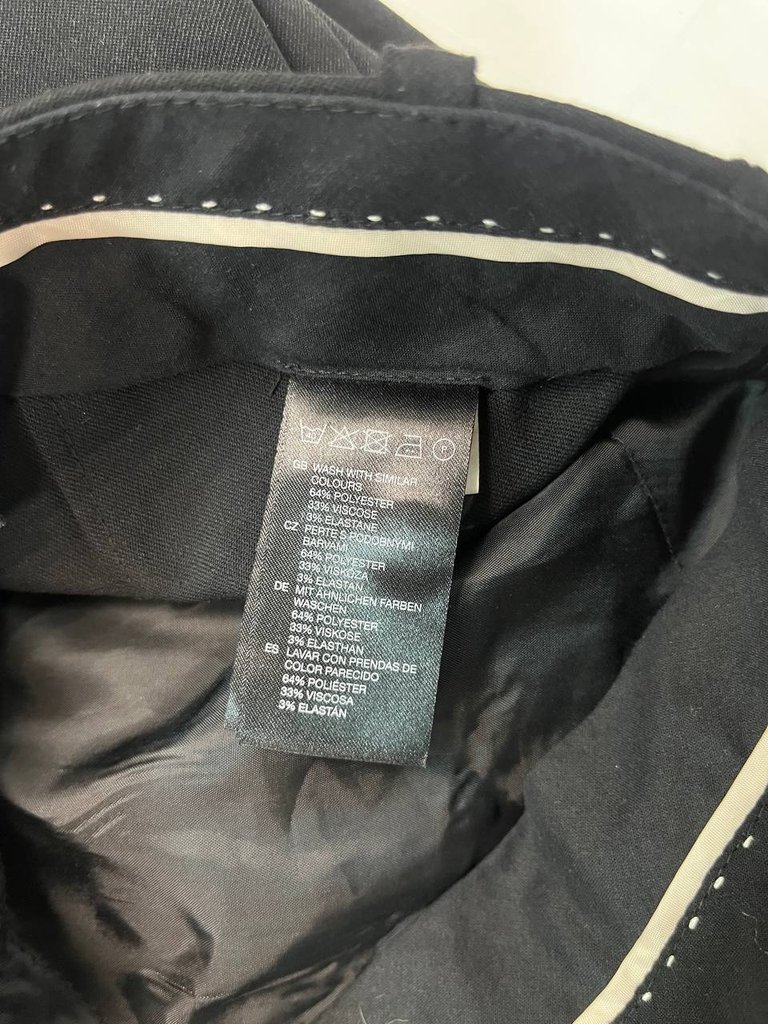 GB WASH WITH SIMILAR
COLOURS
64% POLYESTER
33% VISCOSE
3% ELASTANE
CZ PERTE S PODOBNÝMI
BARVAMI
64% POLYESTER
33% VISKÓZA
3% ELASTAN
DE MIT ÄHNLICHEN FARBEN
WASCHEN
64% POLYESTER
33% VISKOSE
3% ELASTHAN
ES LAVAR CON PRENDAS DE
COLOR PARECIDO
64% POLIÉSTER
33% VISCOSA
3% ELASTÁN